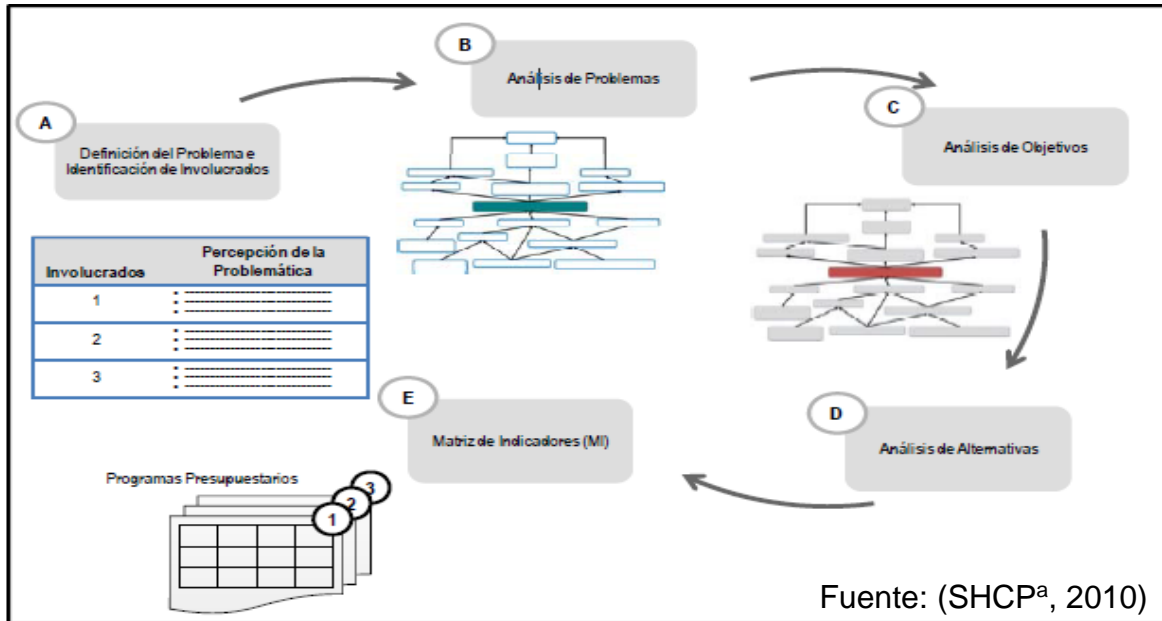 A
Definición del Problema e
Identificación de Involucrados
B
Análisis de Problemas
C
Análisis de Objetivos
Involucrados
Percepción de la
Problemática
1
2
3
D
Análisis de Alternativas
E
Matriz de Indicadores (MI)
Programas Presupuestarios
1
2
3
Fuente: (SHCPª, 2010)